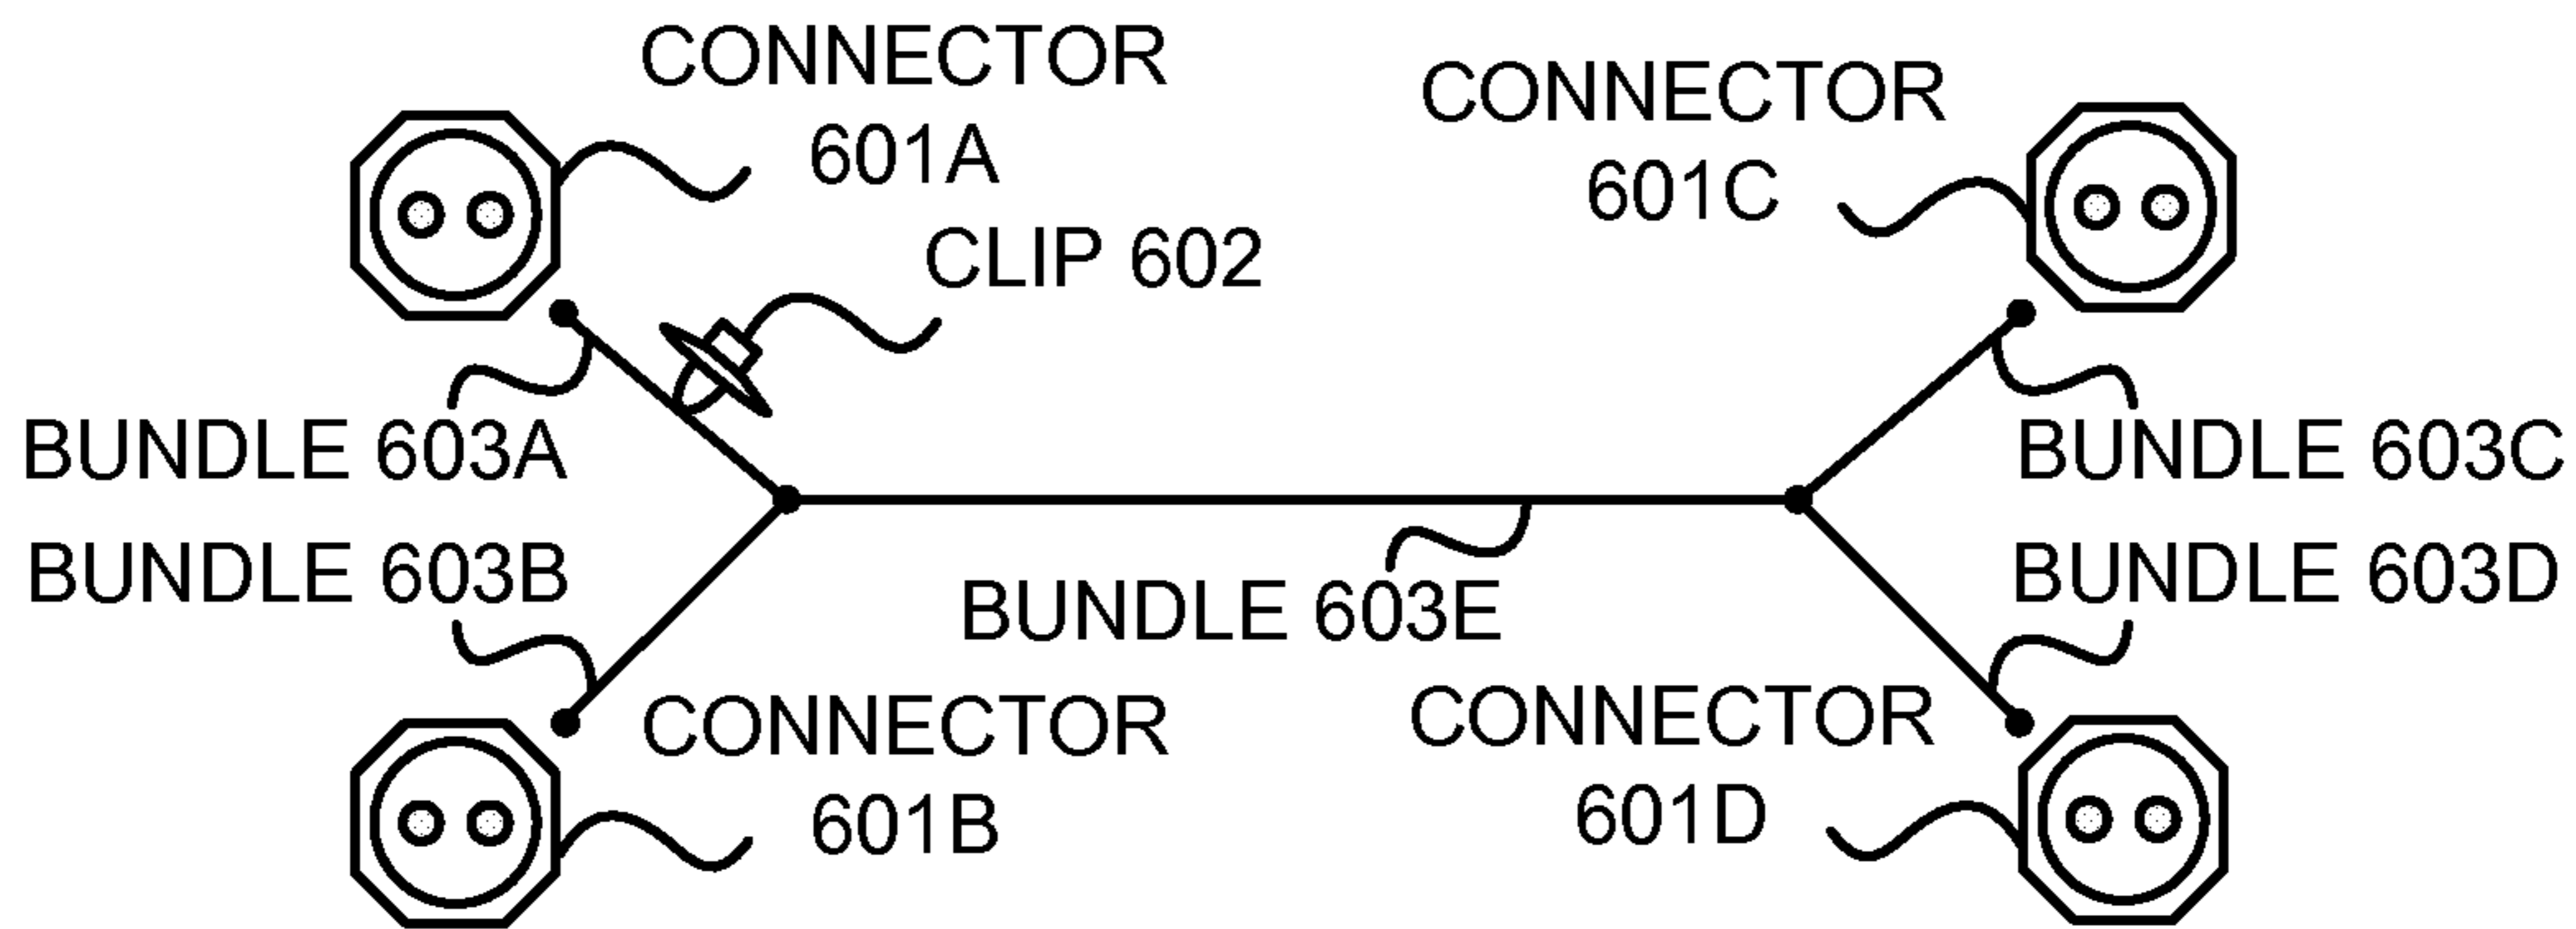 CONNECTOR
601A
CONNECTOR
601C
CLIP 602
BUNDLE 603A
BUNDLE 603C
BUNDLE 603B
BUNDLE 603E
BUNDLE 603D
CONNECTOR
601B
CONNECTOR
601D